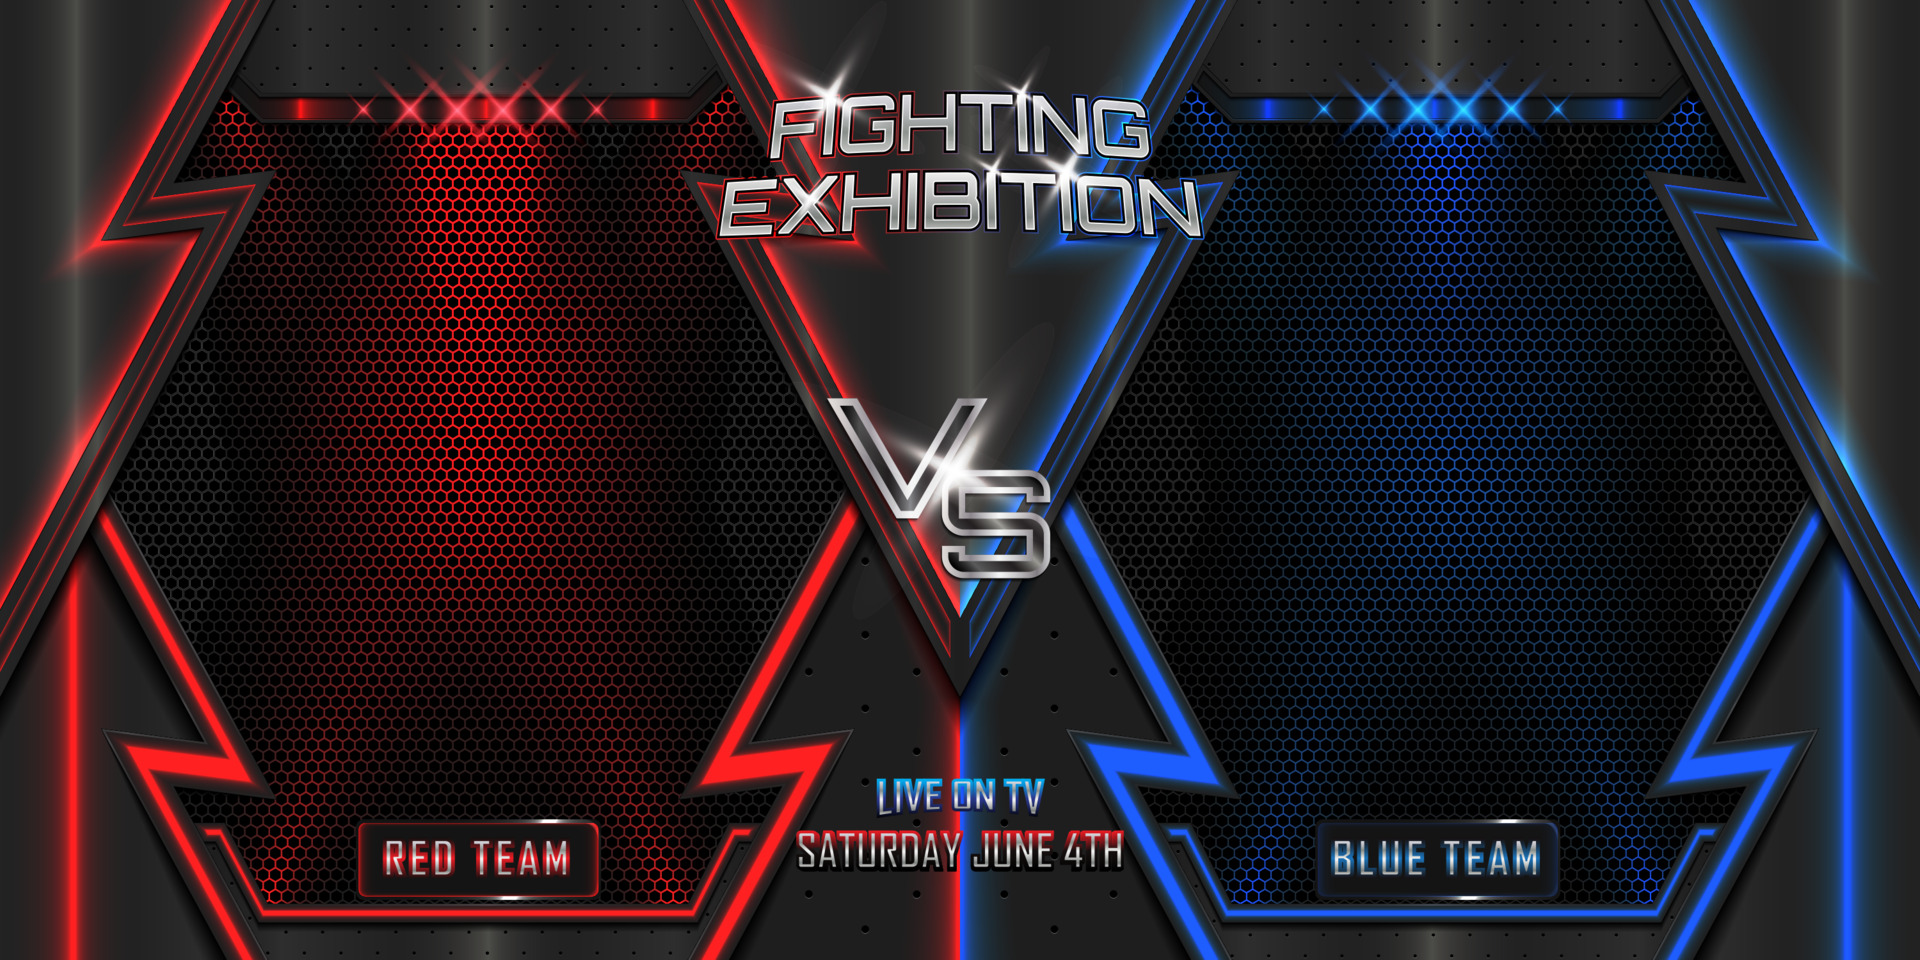 FIGHTING
EXHIBITION
VS
LIVE ON TV
SATURDAY JUNE 4TH
RED TEAM
BLUE TEAM